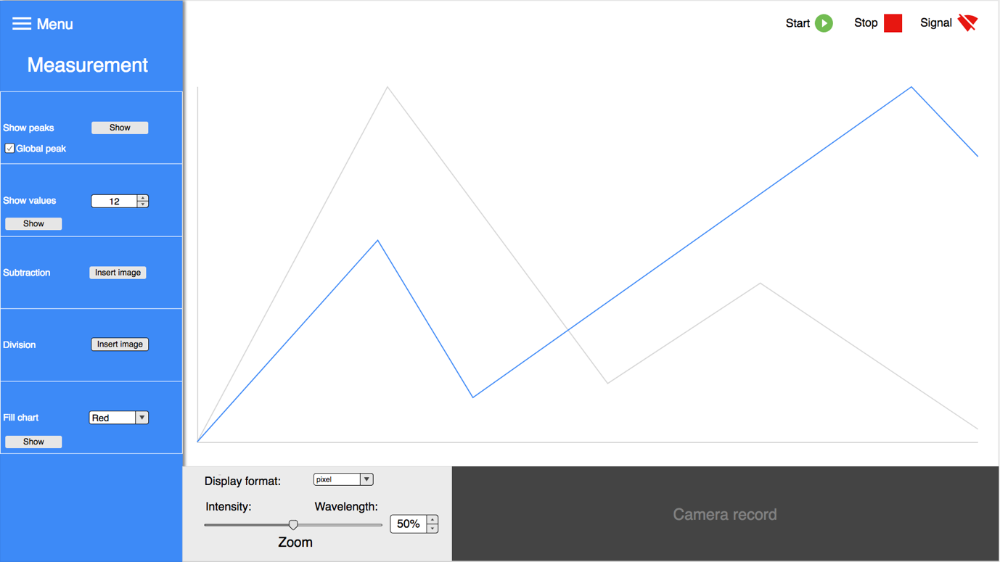 Menu
Measurement
Show peaks Show
Global peak
Show values 12
Show
Subtraction Insert image
Division Insert image
Fill chart Red
Show
Start Stop Signal
Display format: pixel
Intensity: Wavelength:
50%
Zoom
Camera record